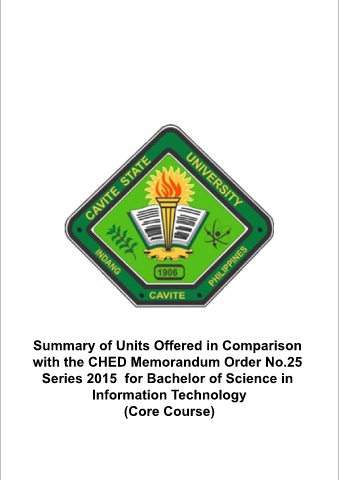 CAVITE STATE UNIVERSITY
INDANG
1906
PHILIPPINES
CAVITE
Summary of Units Offered in Comparison
with the CHED Memorandum Order No.25
Series 2015 for Bachelor of Science in
Information Technology
(Core Course)